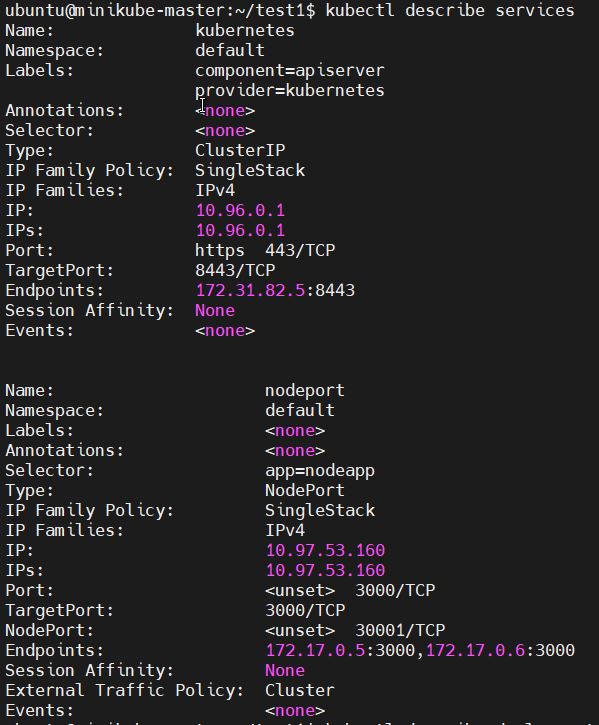 ubuntu@minikube-master:~/test1$ kubectl describe services
Name:              kubernetes
Namespace:         default
Labels:            component=apiserver
                   provider=kubernetes
Annotations:       <none>
Selector:          <none>
Type:              ClusterIP
IP Family Policy:  SingleStack
IP Families:       IPv4
IP:                10.96.0.1
IPs:               10.96.0.1
Port:              https  443/TCP
TargetPort:        8443/TCP
Endpoints:         172.31.82.5:8443
Session Affinity:  None
Events:            <none>


Name:                     nodeport
Namespace:                default
Labels:                   <none>
Annotations:              <none>
Selector:                 app=nodeapp
Type:                     NodePort
IP Family Policy:         SingleStack
IP Families:              IPv4
IP:                       10.97.53.160
IPs:                      10.97.53.160
Port:                     <unset>  3000/TCP
TargetPort:               3000/TCP
NodePort:                 <unset>  30001/TCP
Endpoints:                172.17.0.5:3000,172.17.0.6:3000
Session Affinity:         None
External Traffic Policy:  Cluster
Events:                   <none>